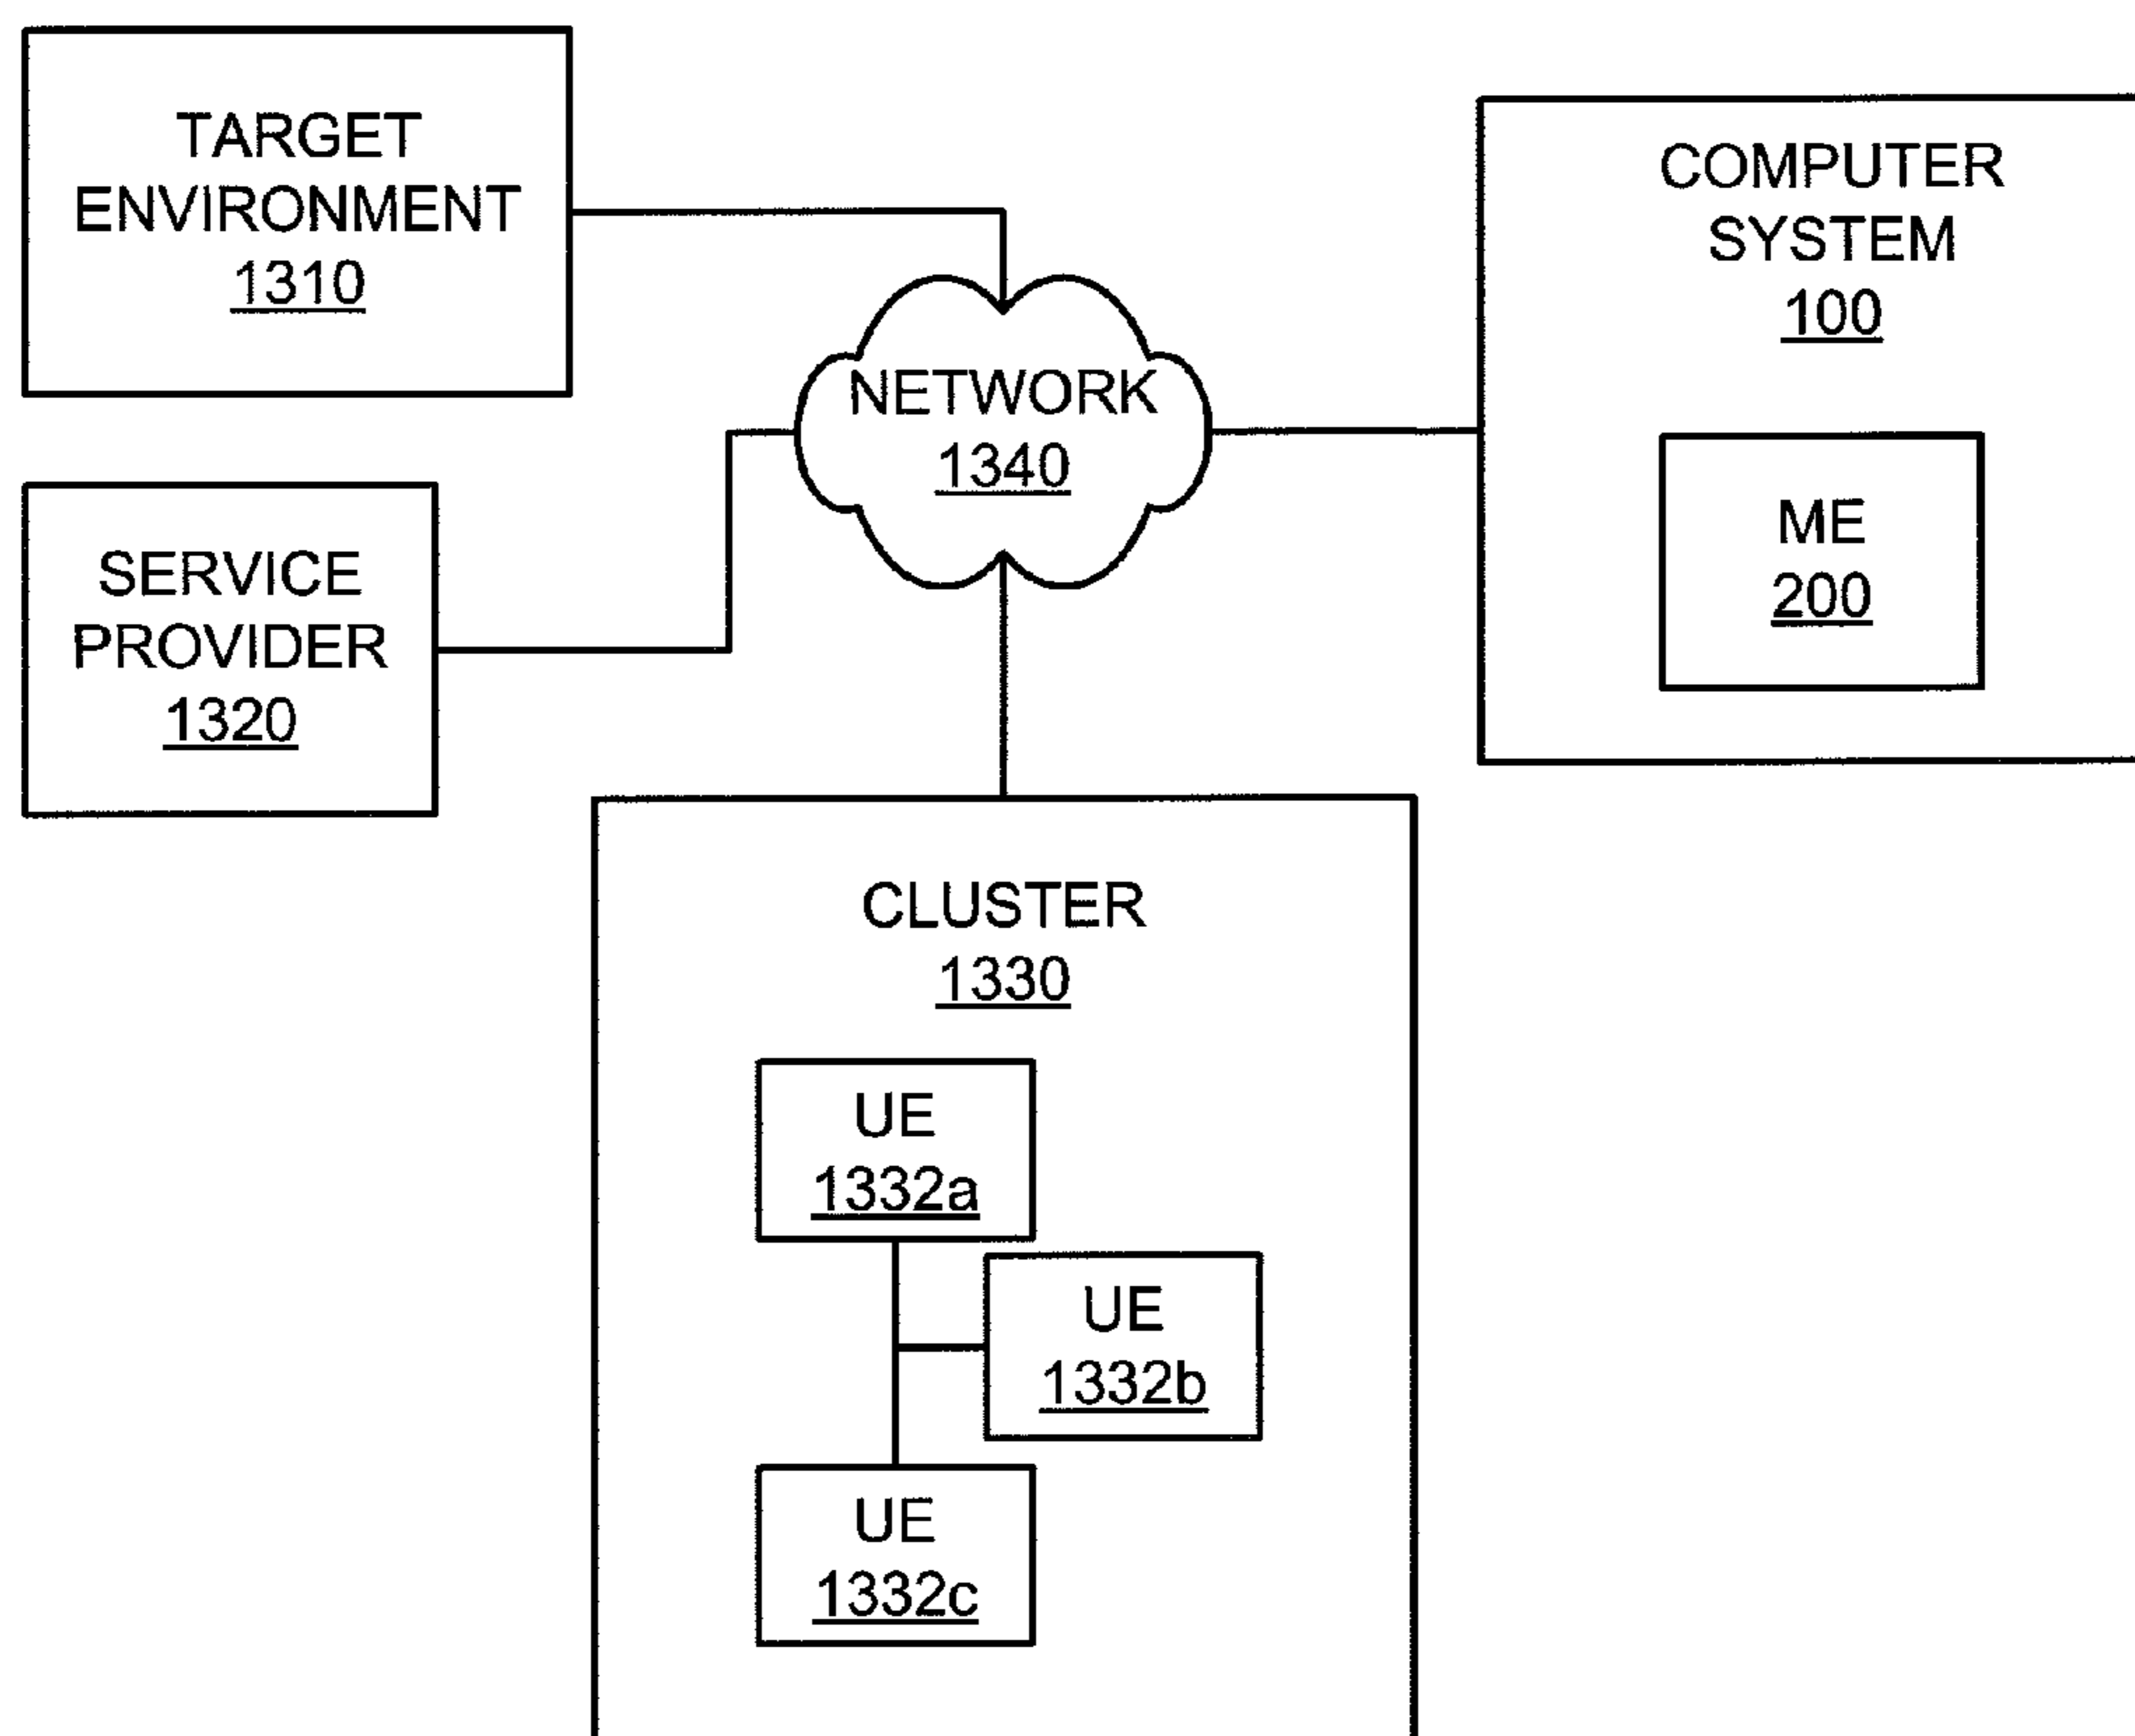 TARGET
ENVIRONMENT
1310
COMPUTER
SYSTEM
100
NETWORK
1340
ME
200
SERVICE
PROVIDER
1320
CLUSTER
1330
UE
1332a
UE
1332b
UE
1332c